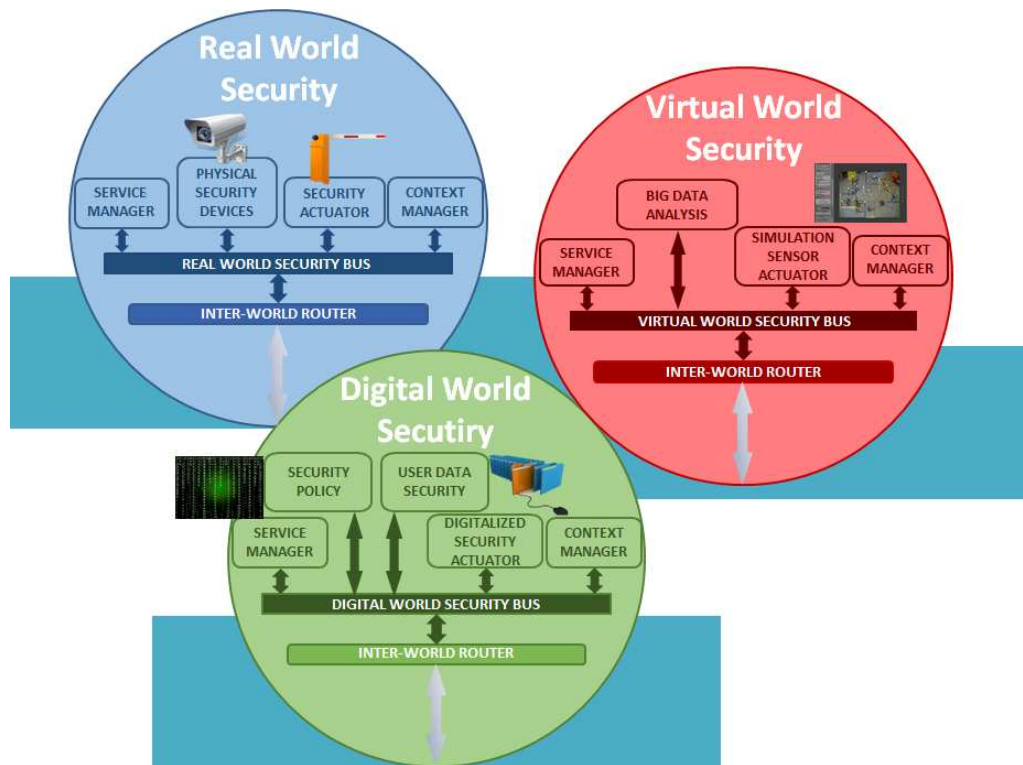 Real World
Security
PHYSICAL
SECURITY
DEVICES
SERVICE
MANAGER
SECURITY
ACTUATOR
CONTEXT
MANAGER
REAL WORLD SECURITY BUS
INTER-WORLD ROUTER
Virtual World
Security
BIG DATA
ANALYSIS
SERVICE
MANAGER
SIMULATION
SENSOR
ACTUATOR
CONTEXT
MANAGER
VIRTUAL WORLD SECURITY BUS
INTER-WORLD ROUTER
Digital World
Secutiry
SECURITY
POLICY
USER DATA
SECURITY
SERVICE
MANAGER
DIGITALIZED
SECURITY
ACTUATOR
CONTEXT
MANAGER
DIGITAL WORLD SECURITY BUS
INTER-WORLD ROUTER